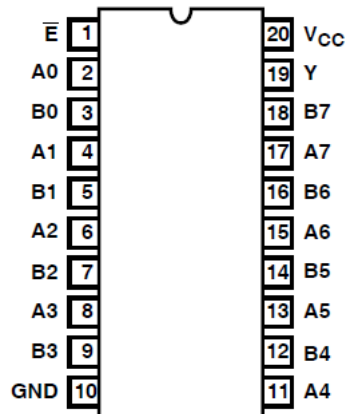 E̅ 1 20 VCC
A0 2 19 Y
B0 3 18 B7
A1 4 17 A7
B1 5 16 B6
A2 6 15 A6
B2 7 14 B5
A3 8 13 A5
B3 9 12 B4
GND 10 11 A4